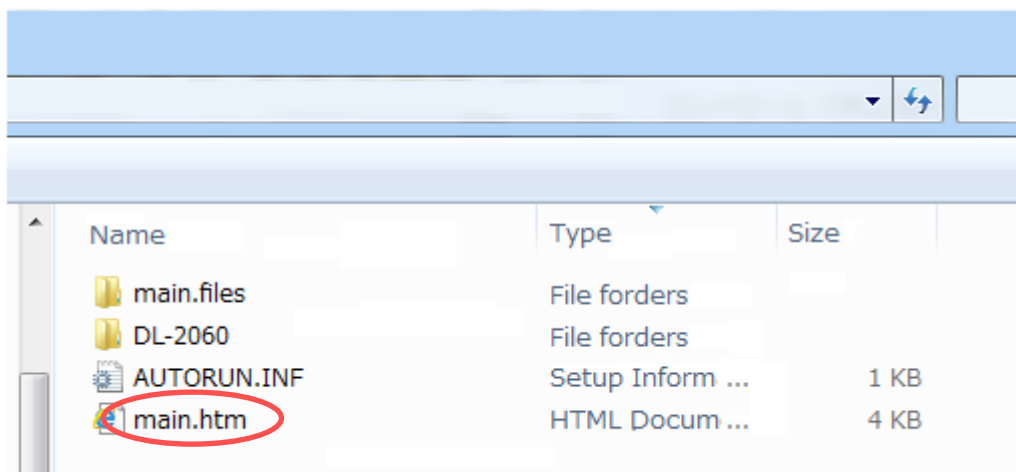 Name Type Size
main.files File forders
DL-2060 File forders
AUTORUN.INF Setup Inform ... 1 KB
main.htm HTML Docum ... 4 KB